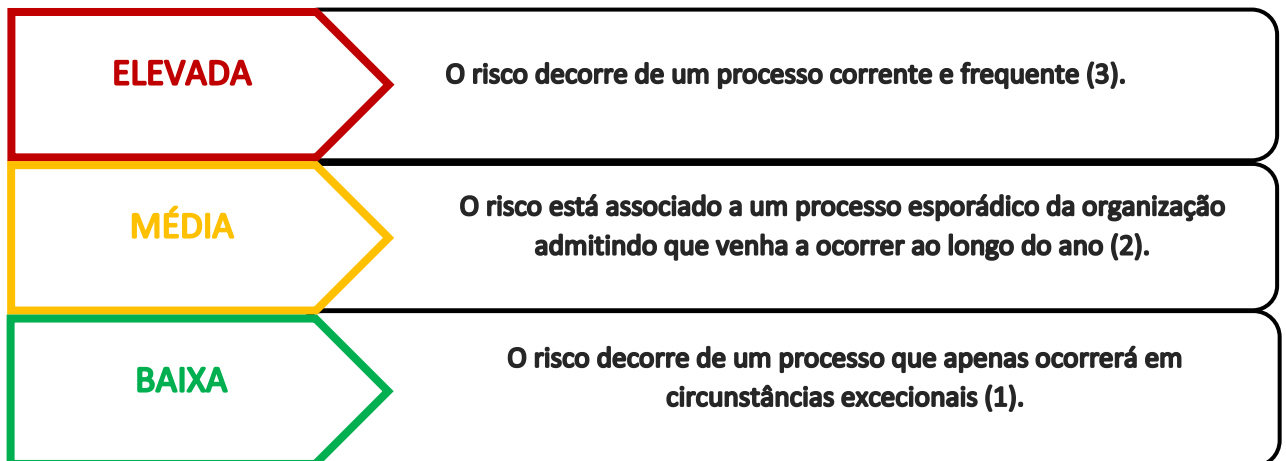 ELEVADA
O risco decorre de um processo corrente e frequente (3).
MÉDIA
O risco está associado a um processo esporádico da organização
admitindo que venha a ocorrer ao longo do ano (2).
BAIXA
O risco decorre de um processo que apenas ocorrerá em
circunstâncias excecionais (1).